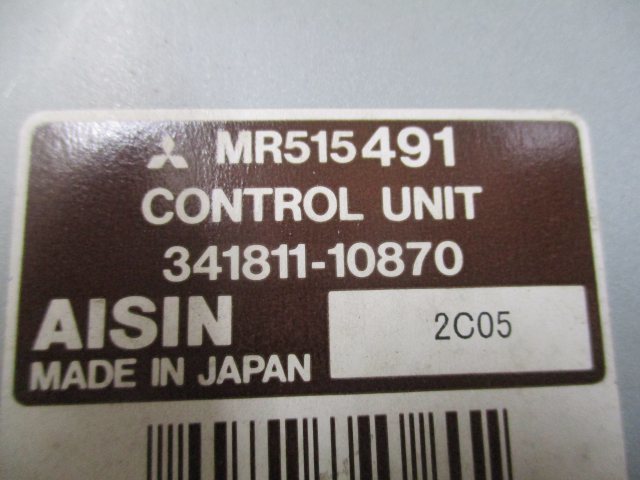 MR515491
CONTROL UNIT
341811-10870
AISIN
2C05
MADE IN JAPAN